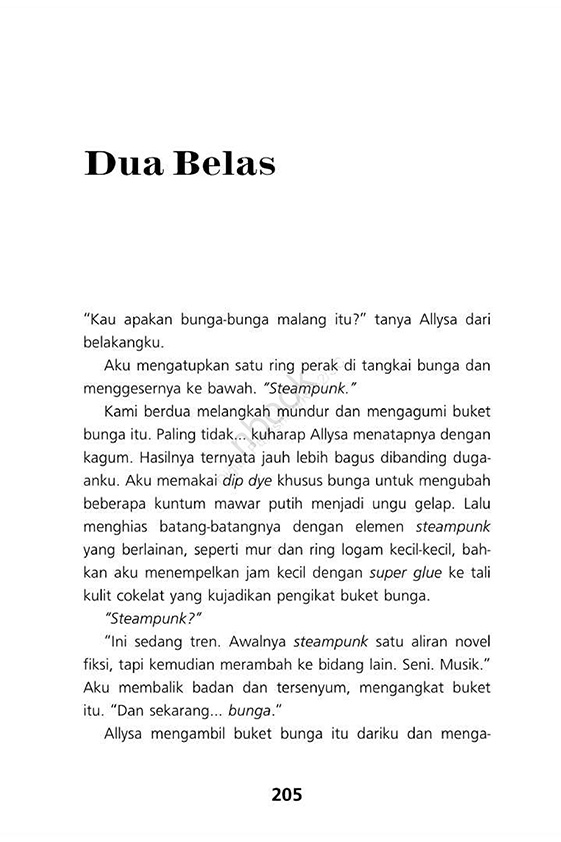 Dua Belas
“Kau apakan bunga-bunga malang itu?” tanya Allysa dari
belakangku.
Aku mengatupkan satu ring perak di tangkai bunga dan
menggesernya ke bawah. “Steampunk.”
Kami berdua melangkah mundur dan mengagumi buket
bunga itu. Paling tidak... kuharap Allysa menatapnya dengan
kagum. Hasilnya ternyata jauh lebih bagus dibanding duga-
anku. Aku memakai dip dye khusus bunga untuk mengubah
beberapa kuntum mawar putih menjadi ungu gelap. Lalu
menghias batang-batangnya dengan elemen steampunk
yang berlainan, seperti mur dan ring logam kecil-kecil, bah-
kan aku menempelkan jam kecil dengan super glue ke tali
kulit cokelat yang kujadikan pengikat buket bunga.
“Steampunk?”
“Ini sedang tren. Awalnya steampunk satu aliran novel
fiksi, tapi kemudian merambah ke bidang lain. Seni. Musik.”
Aku membalik badan dan tersenyum, mengangkat buket
itu. “Dan sekarang... bunga.”
Allysa mengambil buket bunga itu dariku dan menga-
205